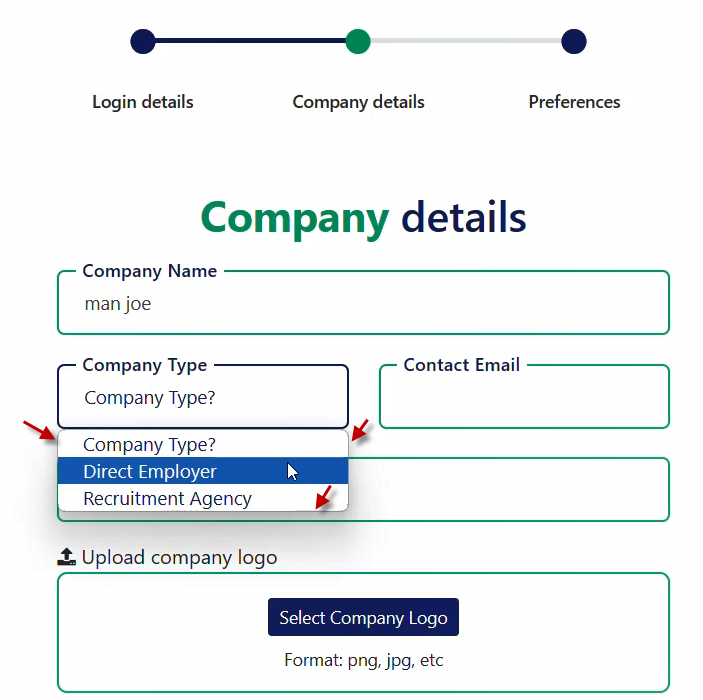 Login details Company details Preferences
Company details
Company Name
man joe
Company Type Contact Email
Company Type?
Company Type?
Direct Employer
Recruitment Agency
Upload company logo
Select Company Logo
Format: png, jpg, etc